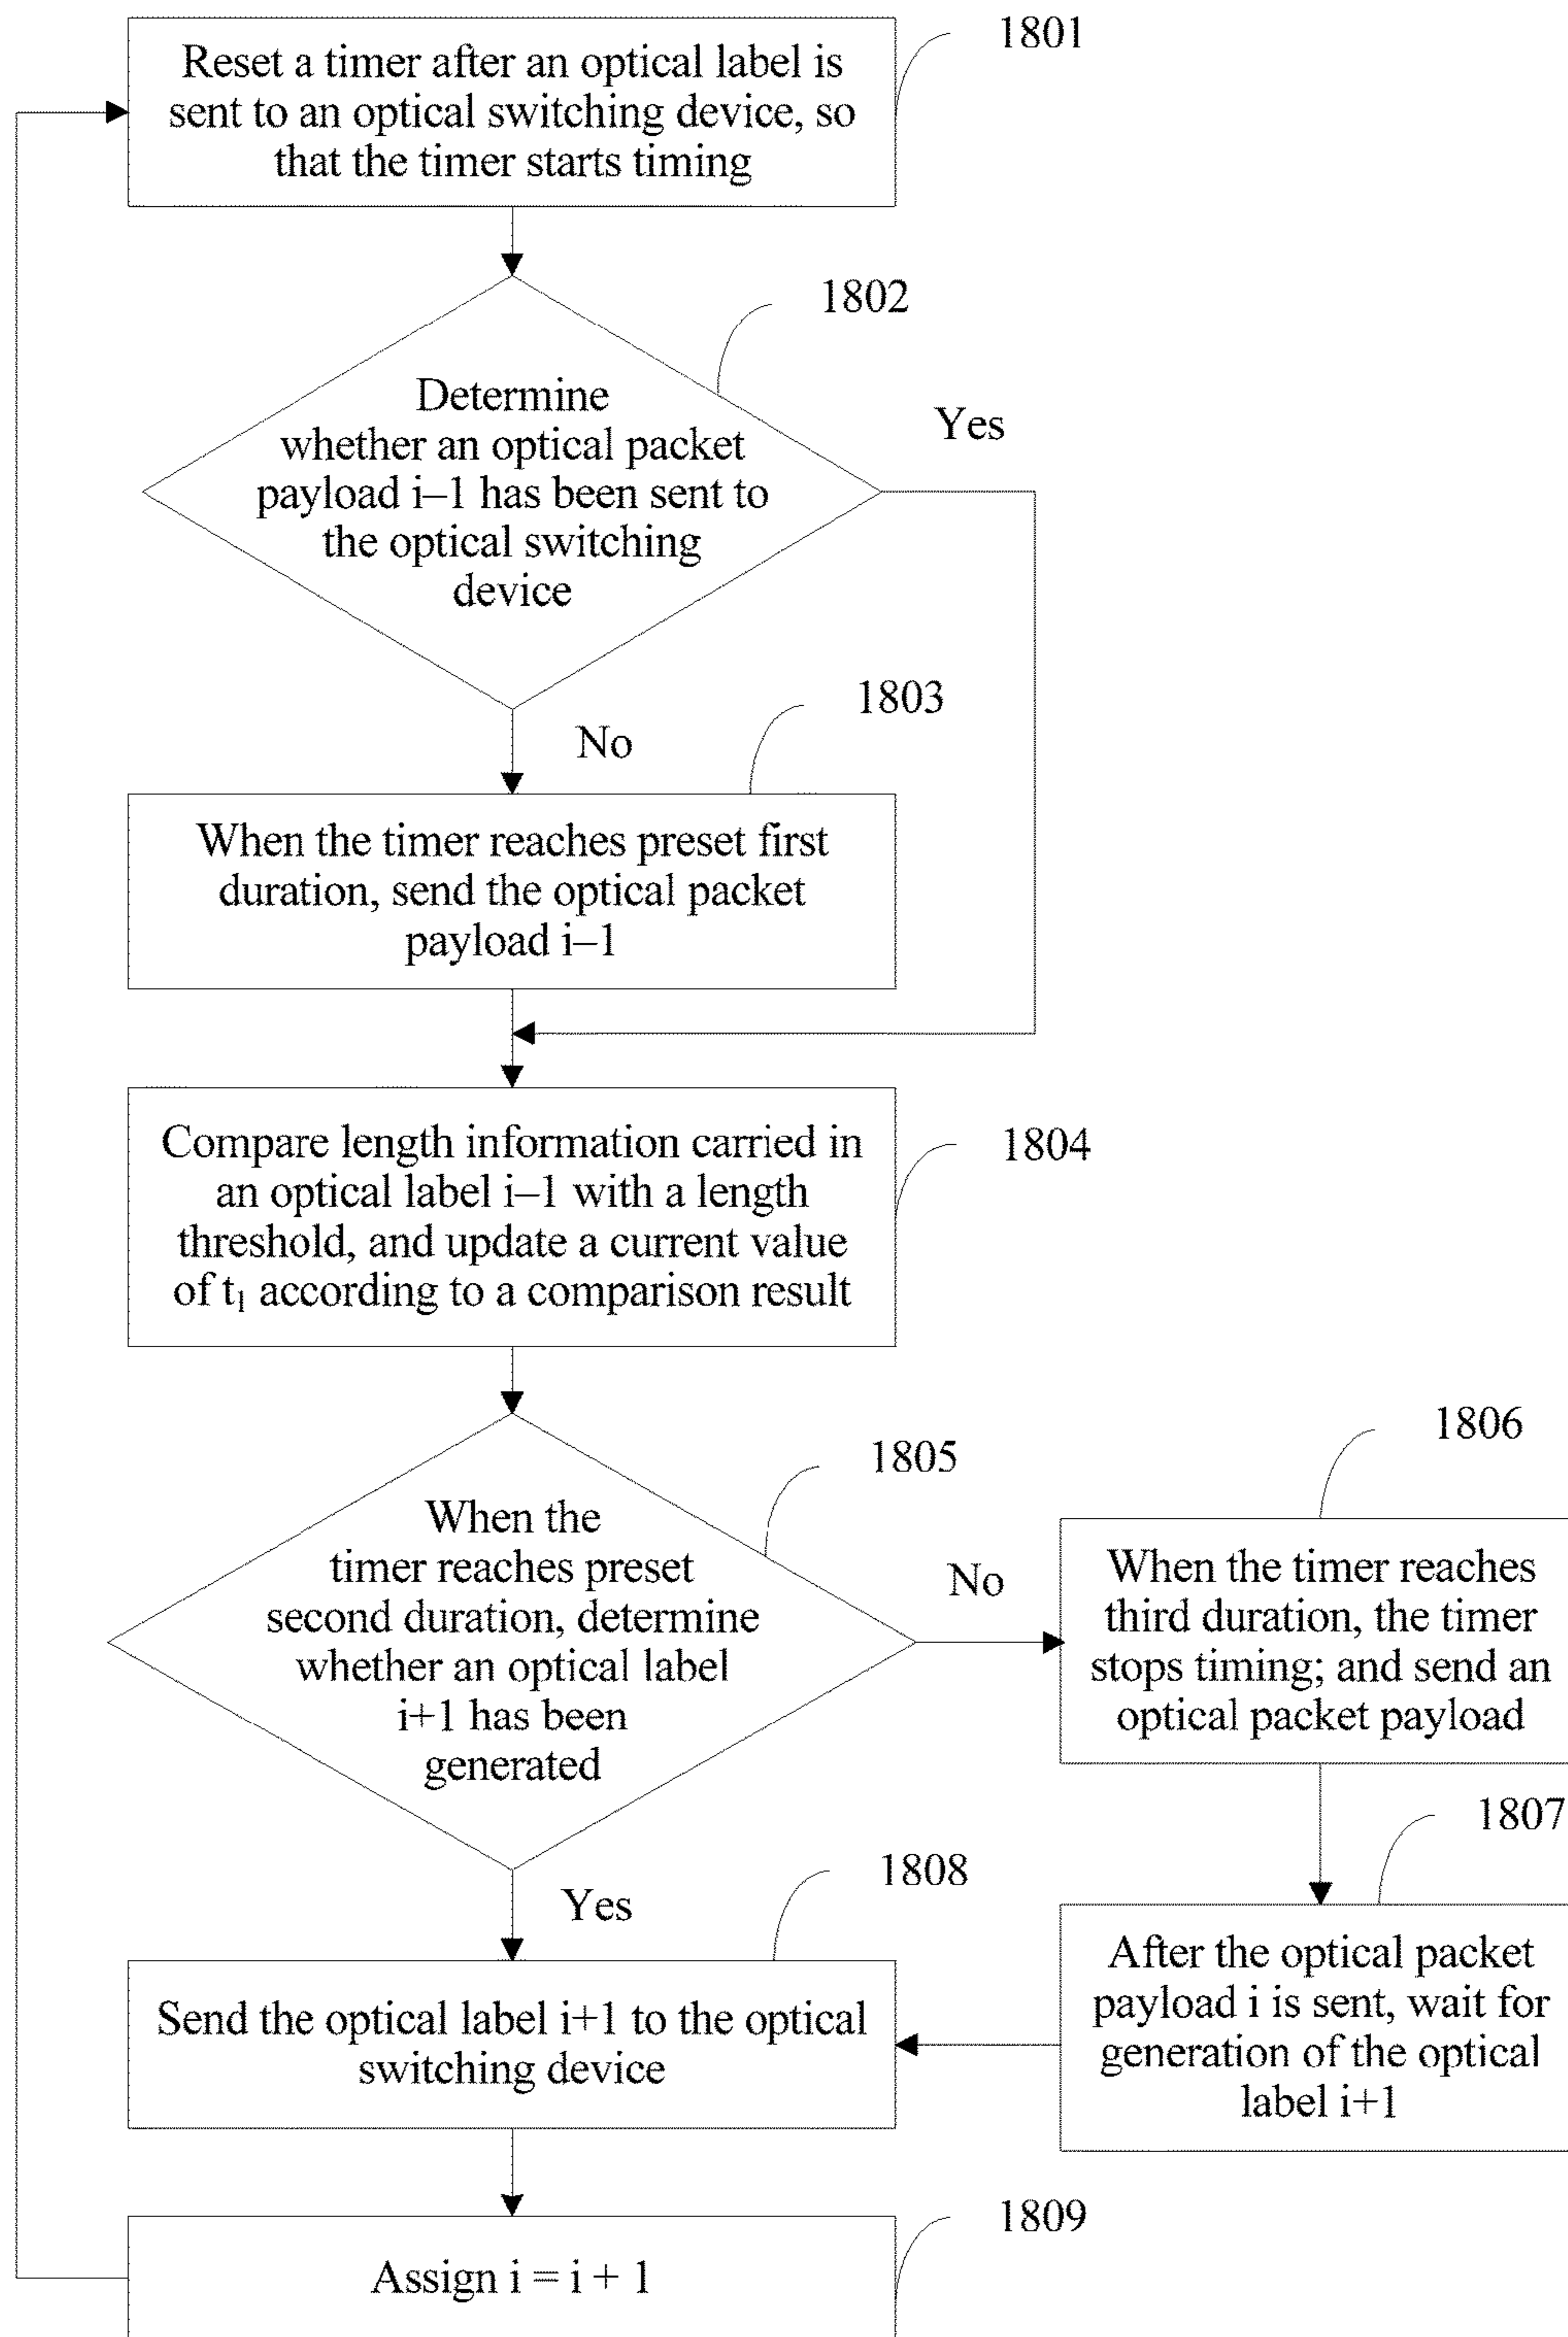 1801
Reset a timer after an optical label is
sent to an optical switching device, so
that the timer starts timing
1802
Determine
whether an optical packet
payload i–1 has been sent to
the optical switching
device
Yes
1803
No
When the timer reaches preset first
duration, send the optical packet
payload i–1
1804
Compare length information carried in
an optical label i–1 with a length
threshold, and update a current value
of t₁ according to a comparison result
1805
When the
timer reaches preset
second duration, determine
whether an optical label
i+1 has been
generated
No
1806
When the timer reaches
third duration, the timer
stops timing; and send an
optical packet payload
1807
After the optical packet
payload i is sent, wait for
generation of the optical
label i+1
Yes
1808
Send the optical label i+1 to the optical
switching device
1809
Assign i = i + 1